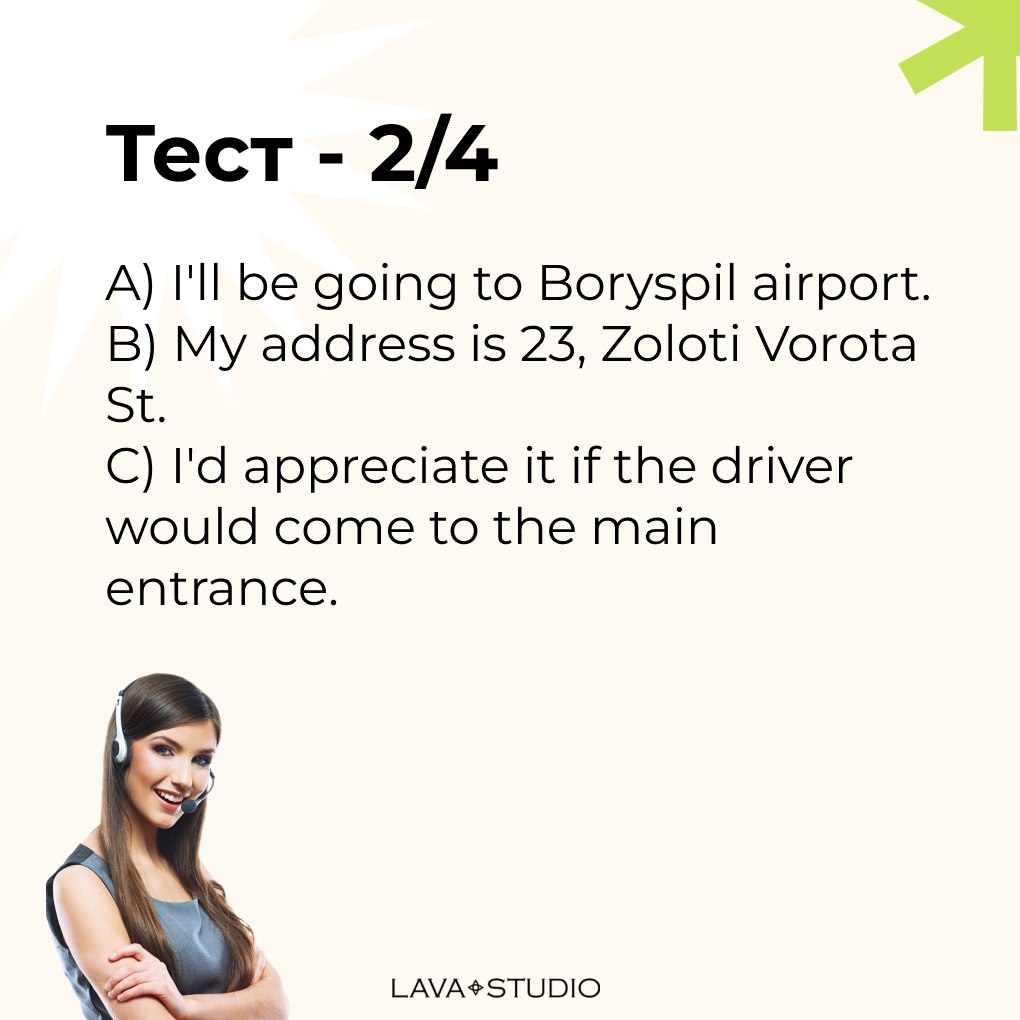 Тест - 2/4
A) I'll be going to Boryspil airport.
B) My address is 23, Zoloti Vorota
St.
C) I'd appreciate it if the driver
would come to the main
entrance.
LAVA STUDIO